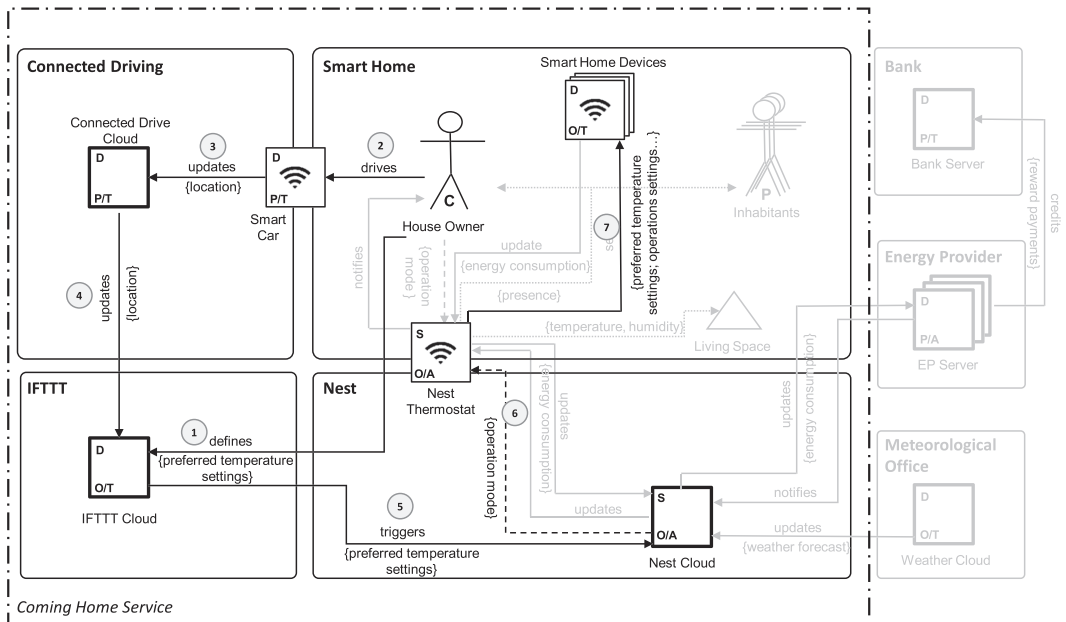 Connected Driving
Smart Home
Smart Home Devices
Bank
D
O/T
D
P/T
Bank Server
Connected Drive
Cloud
D
P/T
3
updates
{location}
D
P/T
Smart
Car
2
drives
C
House Owner
P
Inhabitants
7
{preferred temperature
settings; operations settings...}
notifies
{operation
mode }
update
{energy consumption}
{presence}
{temperature, humidity}
Living Space
credits
{reward payments}
Energy Provider
D
P/A
EP Server
4
updates
{location}
S
O/A
Nest
Thermostat
IFTTT
Nest
1
defines
{preferred temperature
settings}
D
O/T
IFTTT Cloud
6
{operation mode}
{energy consumption}
updates
updates
{energy consumption}
Meteorological
Office
D
O/T
Weather Cloud
5
triggers
{preferred temperature
settings}
updates
S
O/A
Nest Cloud
notifies
updates
{weather forecast}
Coming Home Service